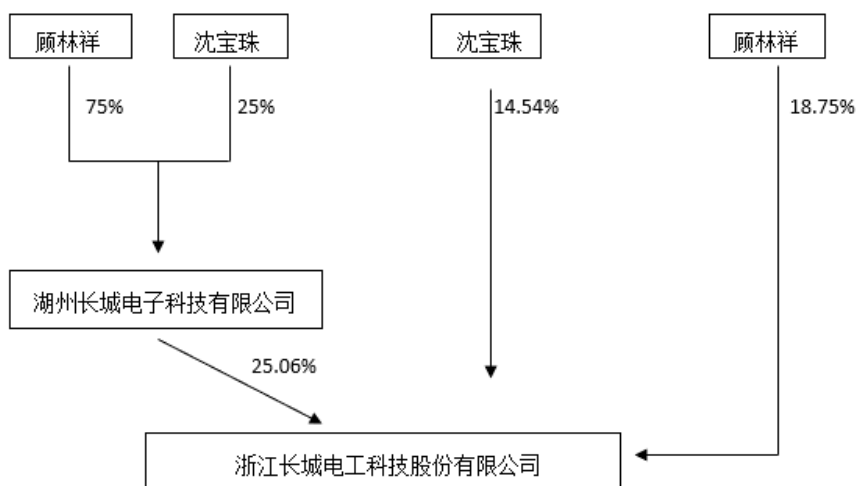 顾林祥
沈宝珠
沈宝珠
顾林祥
75%
25%
14.54%
18.75%
湖州长城电子科技有限公司
25.06%
浙江长城电工科技股份有限公司